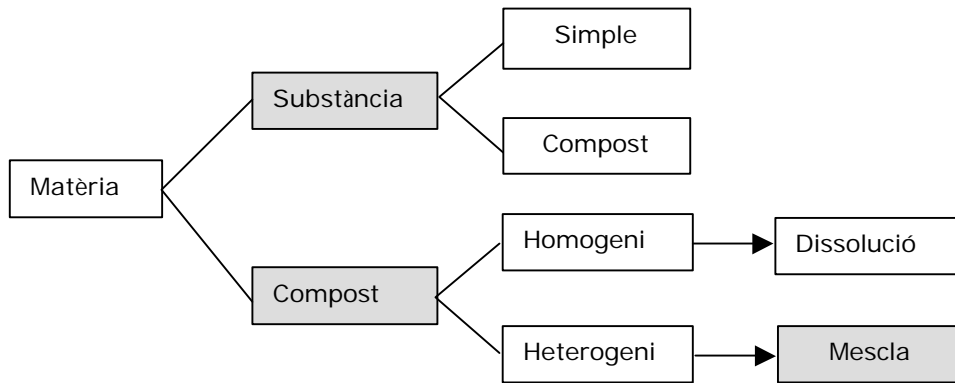 Simple
Substància
Compost
Matèria
Homogeni
Dissolució
Compost
Heterogeni
Mescla